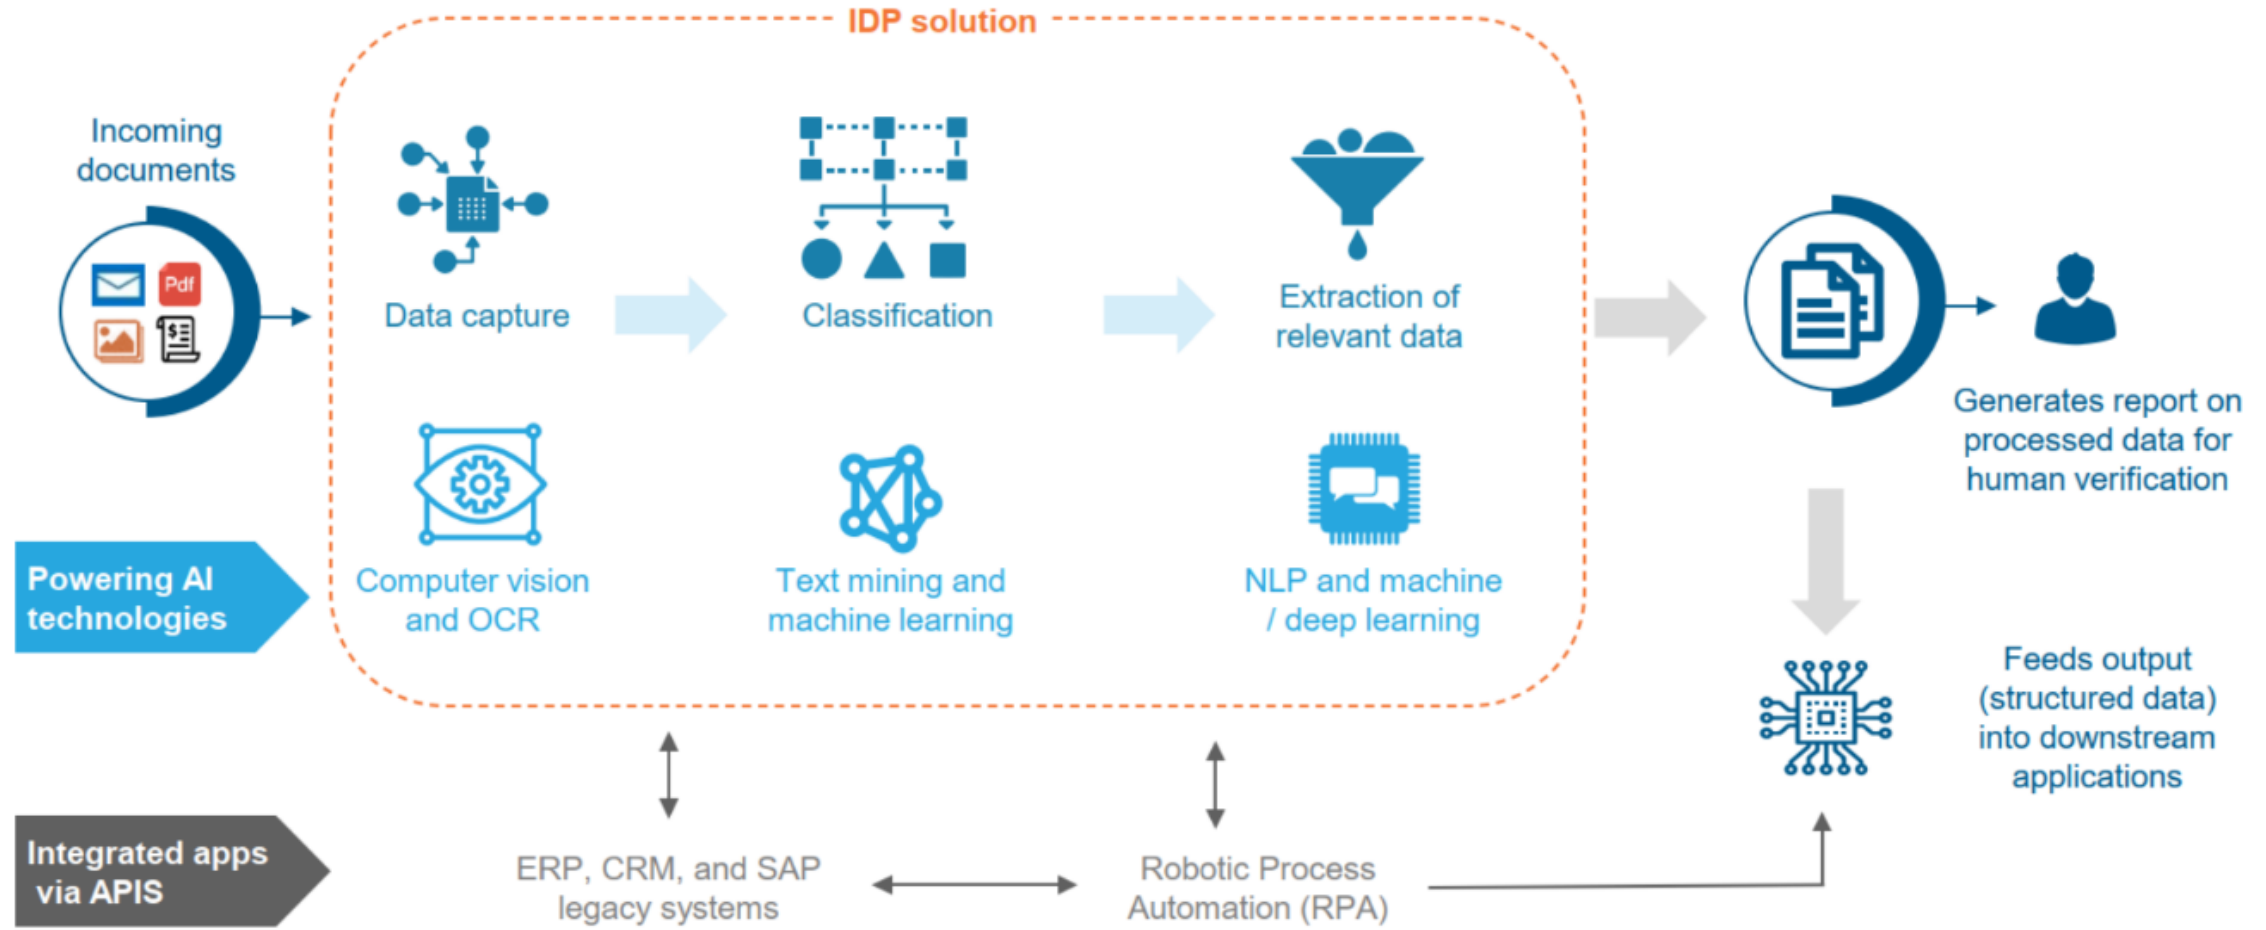 IDP solution
Incoming
documents
Pdf
$
Data capture
Classification
Extraction of
relevant data
Generates report on
processed data for
human verification
Powering AI
technologies
Computer vision
and OCR
Text mining and
machine learning
NLP and machine
/ deep learning
Feeds output
(structured data)
into downstream
applications
Integrated apps
via APIS
ERP, CRM, and SAP
legacy systems
Robotic Process
Automation (RPA)